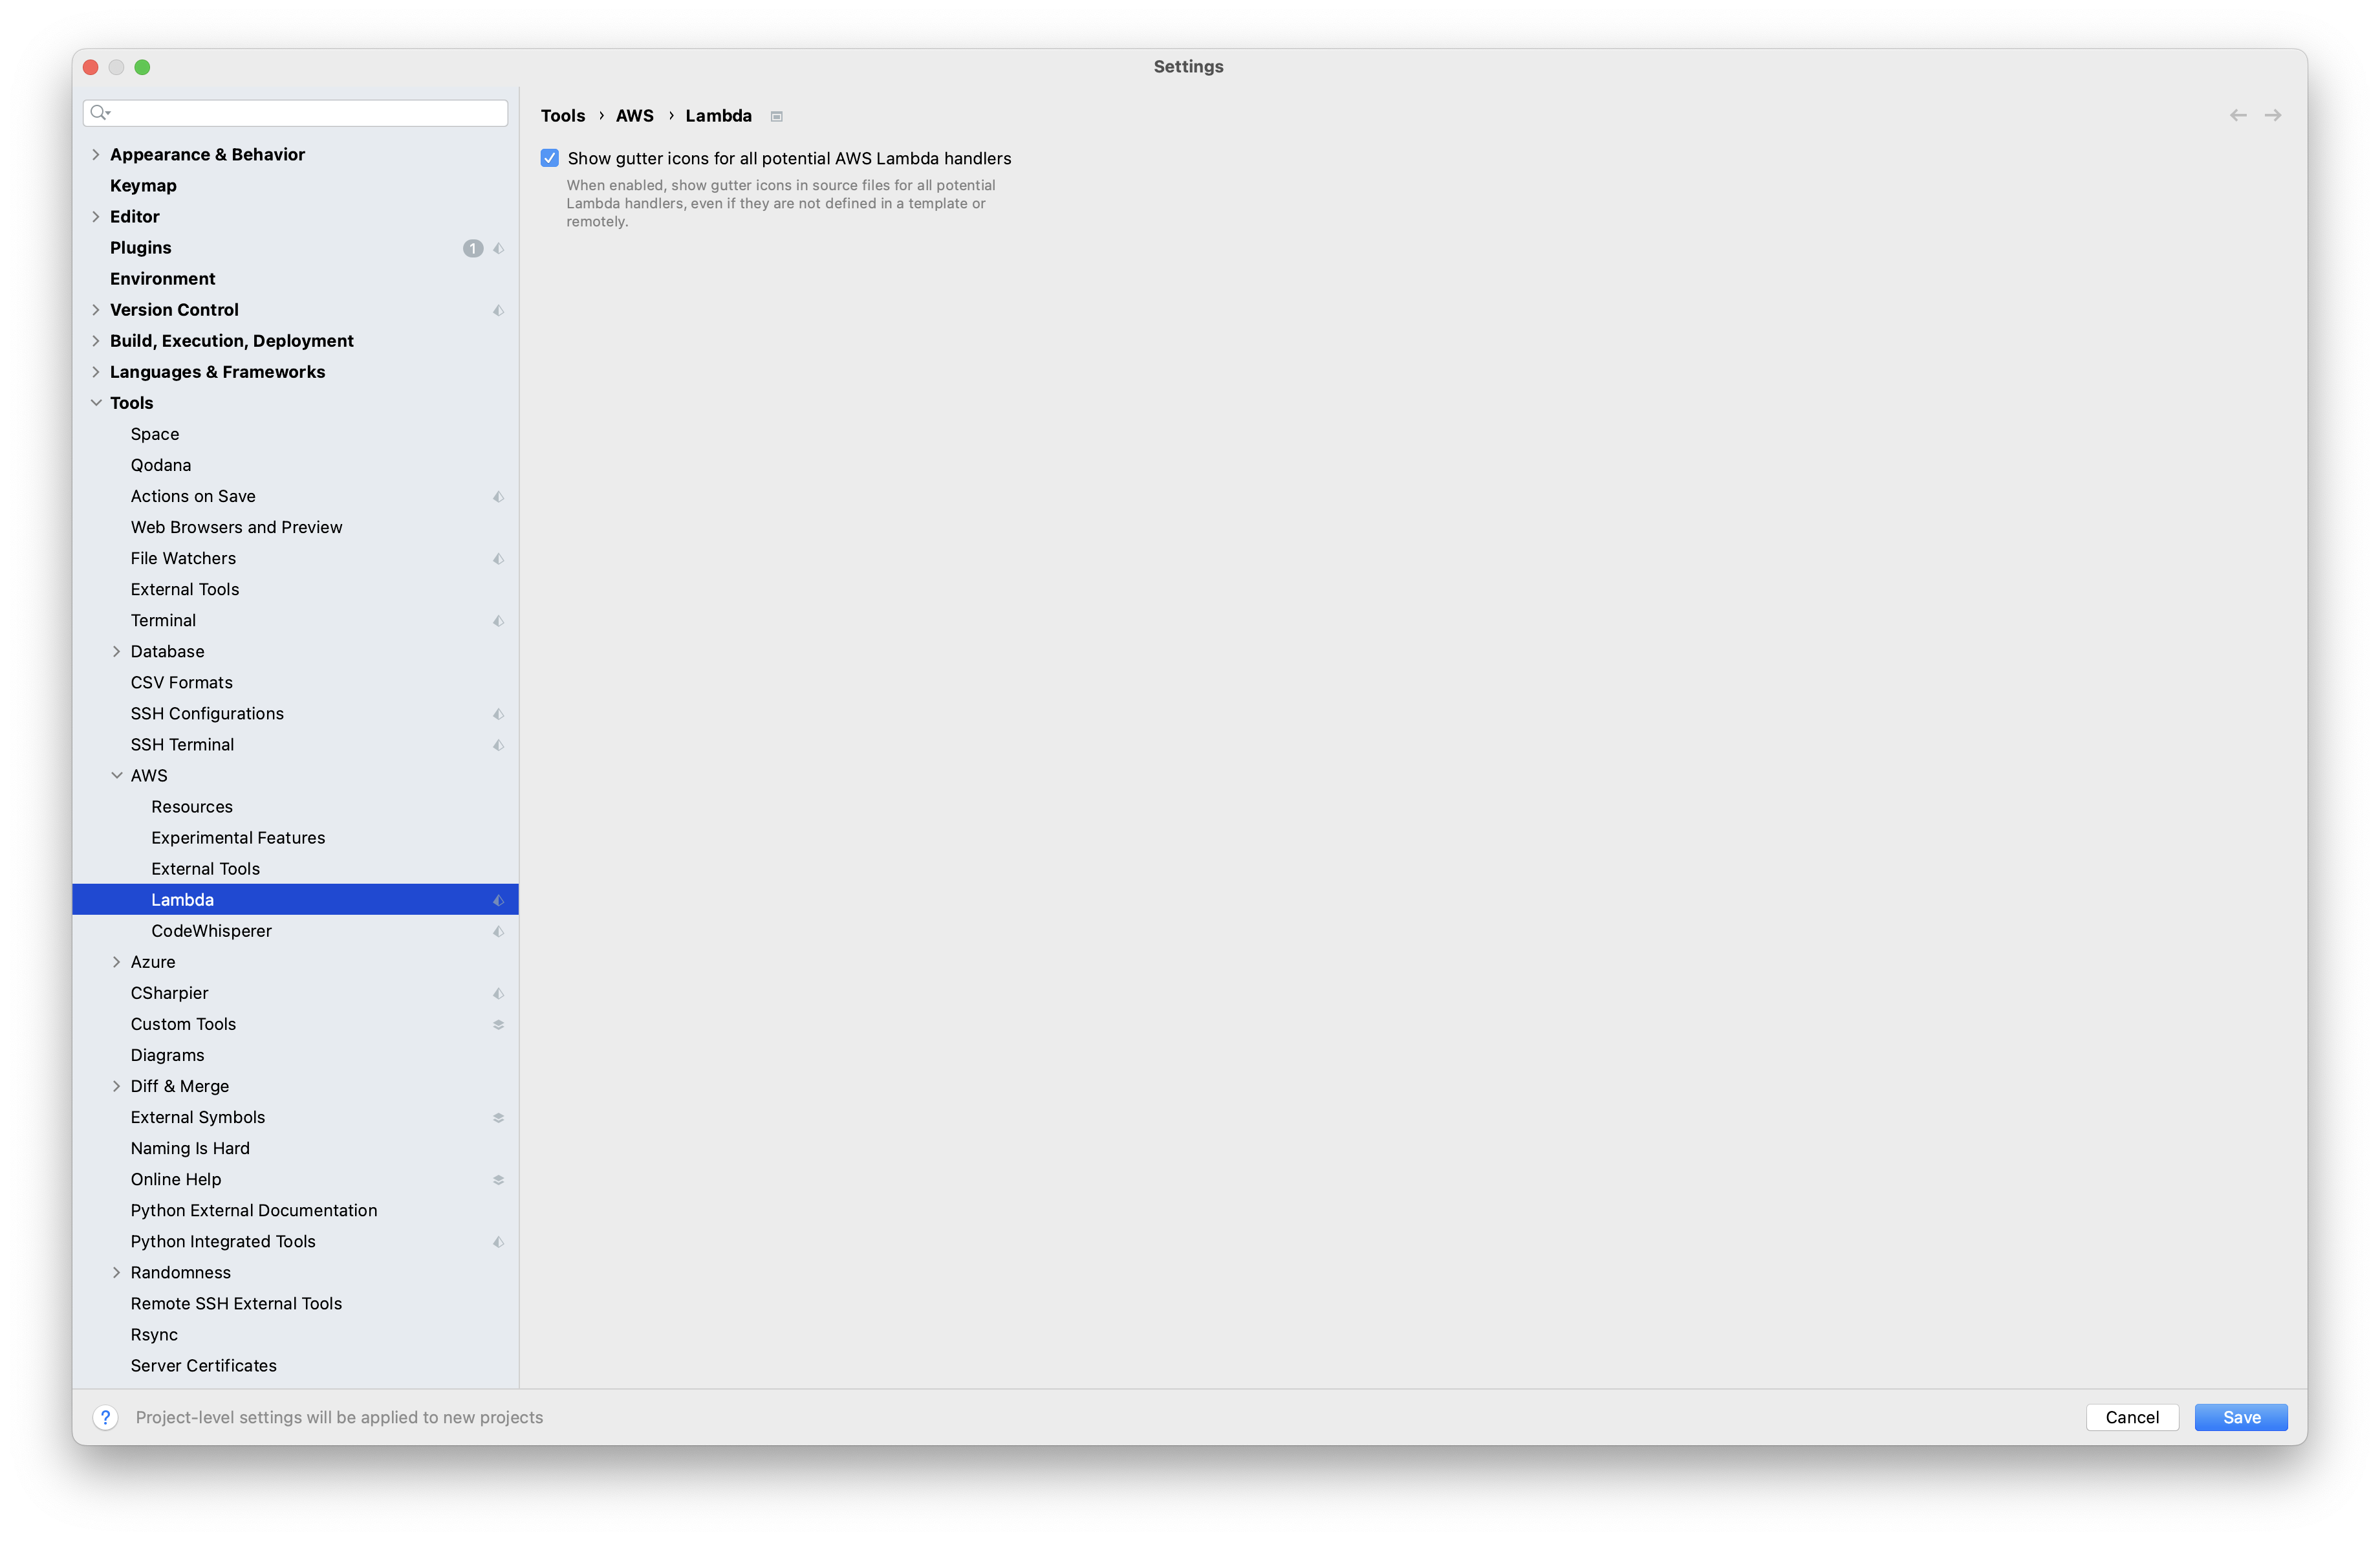 Settings
Appearance & Behavior
Keymap
Editor
Plugins 1
Environment
Version Control
Build, Execution, Deployment
Languages & Frameworks
Tools
Space
Qodana
Actions on Save
Web Browsers and Preview
File Watchers
External Tools
Terminal
Database
CSV Formats
SSH Configurations
SSH Terminal
AWS
Resources
Experimental Features
External Tools
Lambda
CodeWhisperer
Azure
CSharpier
Custom Tools
Diagrams
Diff & Merge
External Symbols
Naming Is Hard
Online Help
Python External Documentation
Python Integrated Tools
Randomness
Remote SSH External Tools
Rsync
Server Certificates
Tools › AWS › Lambda
Show gutter icons for all potential AWS Lambda handlers
When enabled, show gutter icons in source files for all potential
Lambda handlers, even if they are not defined in a template or
remotely.
? Project-level settings will be applied to new projects
Cancel
Save